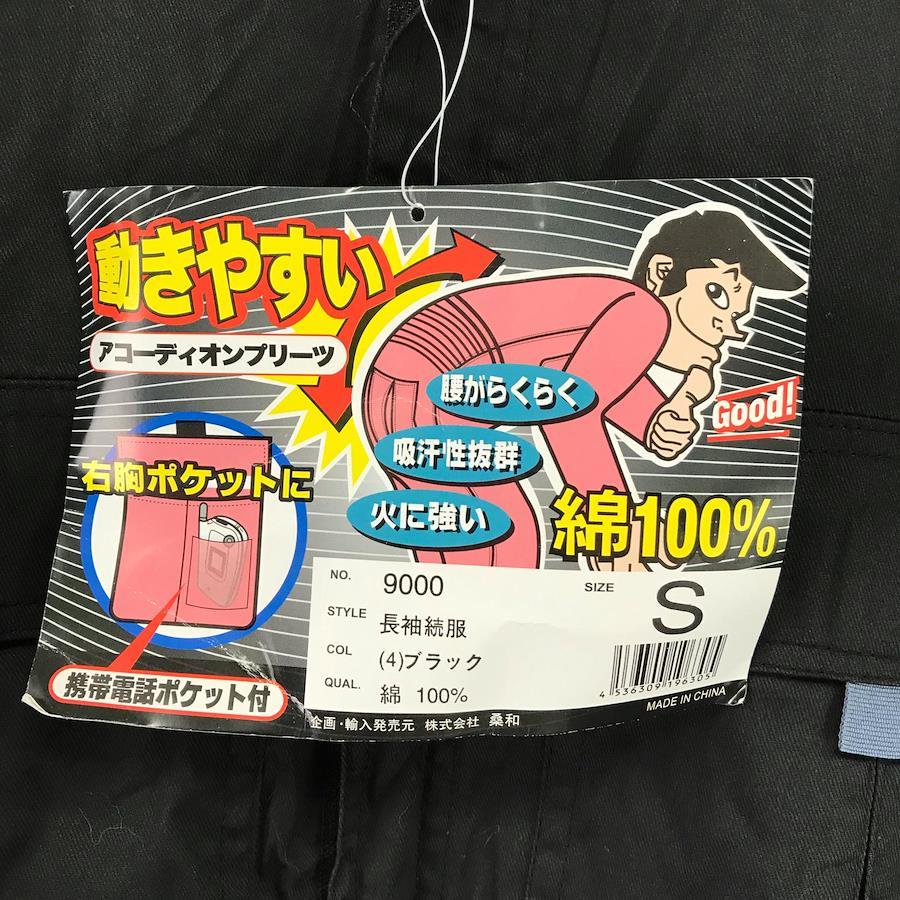 動きやすい
アコーディオンプリーツ
腰がらくらく
吸汗性抜群
火に強い
Good!
綿100%
右胸ポケットに
携帯電話ポケット付
NO. 9000
SIZE S
STYLE 長袖続服
COL (4)ブラック
QUAL. 綿 100%
4 536309 196305
MADE IN CHINA
企画・輸入発売元 株式会社 桑和